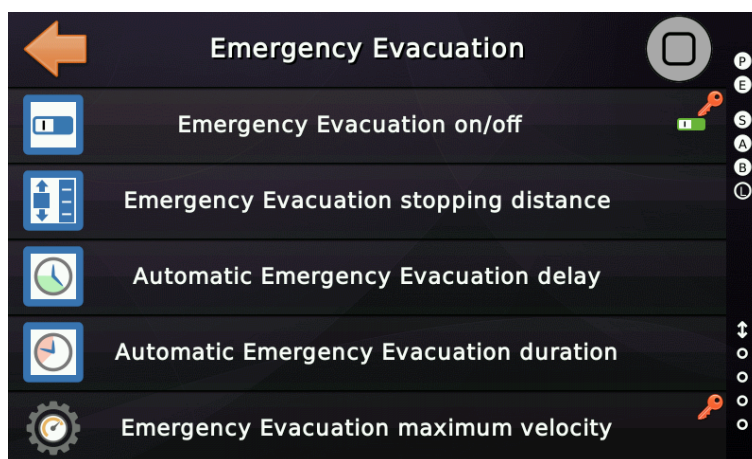 Emergency Evacuation
Emergency Evacuation on/off
Emergency Evacuation stopping distance
Automatic Emergency Evacuation delay
Automatic Emergency Evacuation duration
Emergency Evacuation maximum velocity
P
E
S
A
B
L